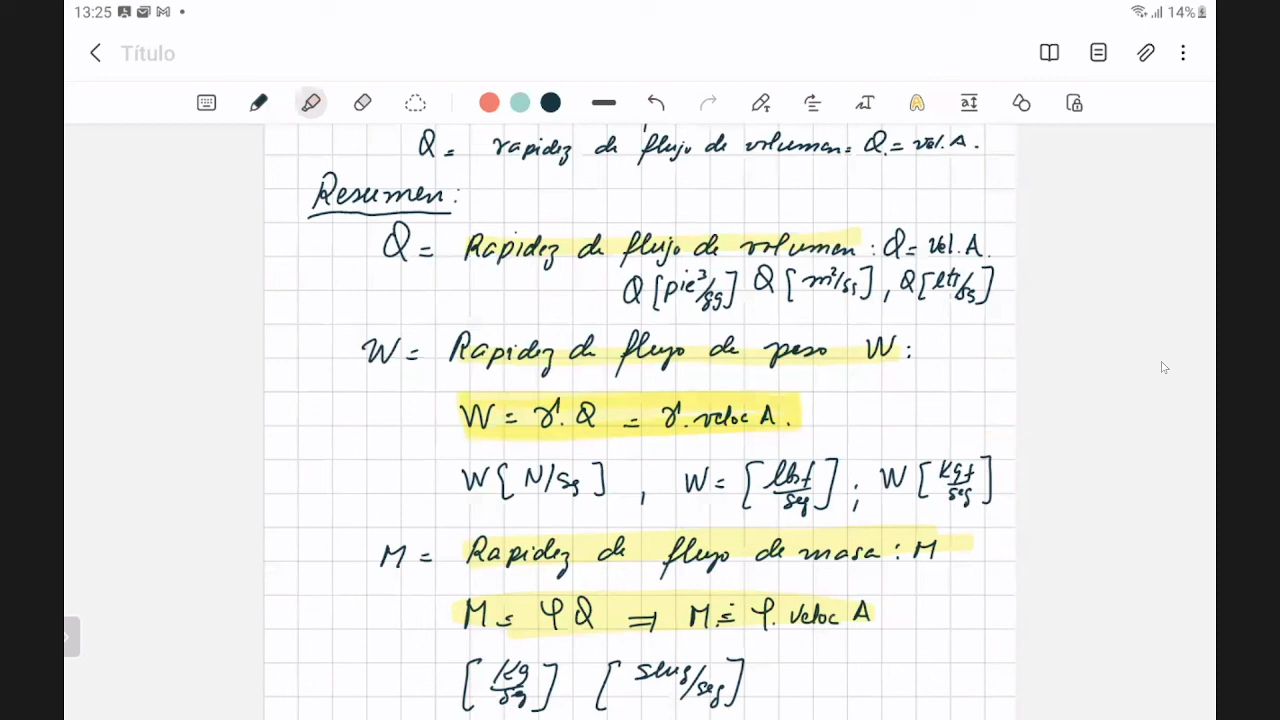 13:25
14%
Título
Q = rapidez de flujo de volumen = Q = vel. A.
Resumen:
Q = Rapidez de flujo de volumen : Q = vel. A.
Q [pie³/sg] Q [m³/sg], Q [ltr/sg]
W = Rapidez de flujo de peso W:
W = γ. Q = γ. veloc A.
W [N/sg], W = [lbf/seg]; W [kgf/seg]
M = Rapidez de flujo de masa : M
M = φ Q ⇒ M = φ. veloc A
[Kg/sg] [slug/seg]